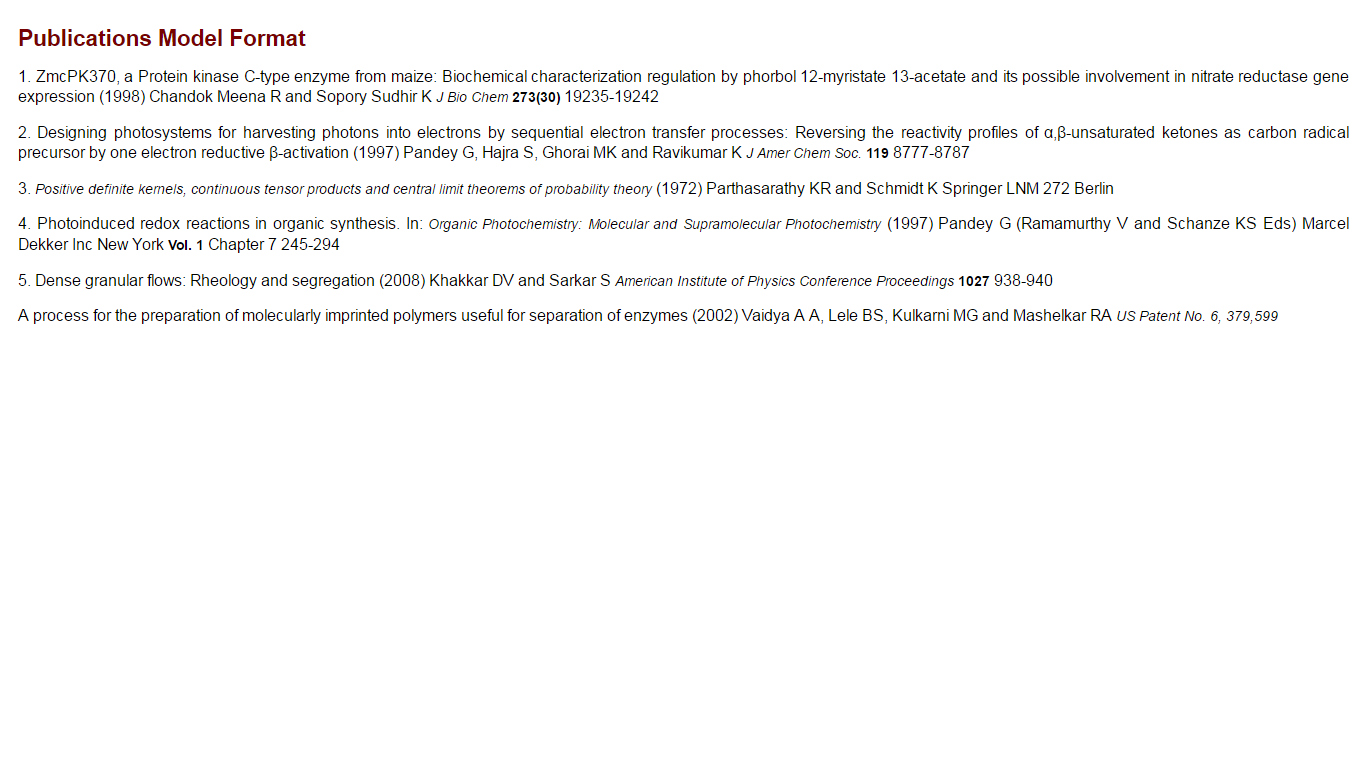 Publications Model Format
1. ZmcPK370, a Protein kinase C-type enzyme from maize: Biochemical characterization regulation by phorbol 12-myristate 13-acetate and its possible involvement in nitrate reductase gene
expression (1998) Chandok Meena R and Sopory Sudhir K J Bio Chem 273(30) 19235-19242
2. Designing photosystems for harvesting photons into electrons by sequential electron transfer processes: Reversing the reactivity profiles of α,β-unsaturated ketones as carbon radical
precursor by one electron reductive β-activation (1997) Pandey G, Hajra S, Ghorai MK and Ravikumar K J Amer Chem Soc. 119 8777-8787
3. Positive definite kernels, continuous tensor products and central limit theorems of probability theory (1972) Parthasarathy KR and Schmidt K Springer LNM 272 Berlin
4. Photoinduced redox reactions in organic synthesis. In: Organic Photochemistry: Molecular and Supramolecular Photochemistry (1997) Pandey G (Ramamurthy V and Schanze KS Eds) Marcel
Dekker Inc New York Vol. 1 Chapter 7 245-294
5. Dense granular flows: Rheology and segregation (2008) Khakkar DV and Sarkar S American Institute of Physics Conference Proceedings 1027 938-940
A process for the preparation of molecularly imprinted polymers useful for separation of enzymes (2002) Vaidya A A, Lele BS, Kulkarni MG and Mashelkar RA US Patent No. 6, 379,599